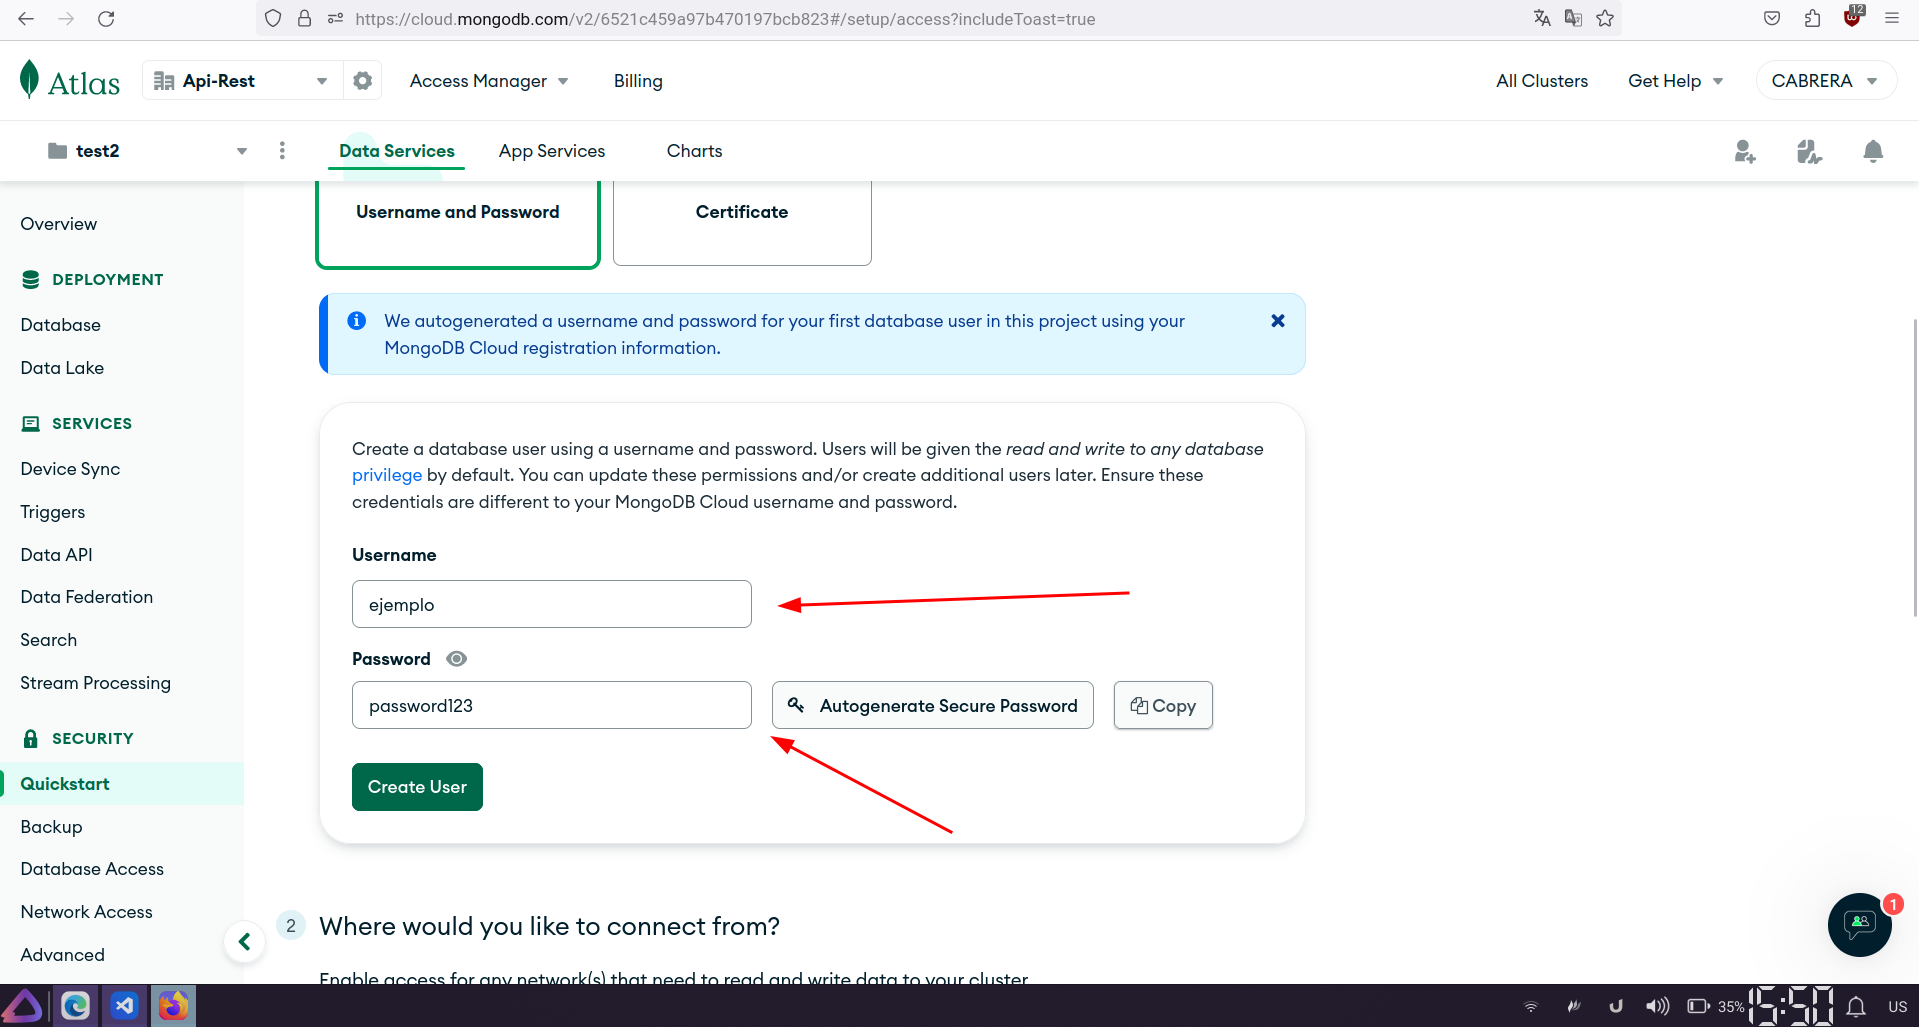 https://cloud.mongodb.com/v2/6521c459a97b470197bcb823#/setup/access?includeToast=true
12
Atlas
Api-Rest
Access Manager
Billing
All Clusters
Get Help
CABRERA
test2
Data Services
App Services
Charts
Overview
DEPLOYMENT
Database
Data Lake
SERVICES
Device Sync
Triggers
Data API
Data Federation
Search
Stream Processing
SECURITY
Quickstart
Backup
Database Access
Network Access
Advanced
Username and Password
Certificate
We autogenerated a username and password for your first database user in this project using your
MongoDB Cloud registration information.
Create a database user using a username and password. Users will be given the read and write to any database
privilege by default. You can update these permissions and/or create additional users later. Ensure these
credentials are different to your MongoDB Cloud username and password.
Username
ejemplo
Password
password123
Autogenerate Secure Password
Copy
Create User
2
Where would you like to connect from?
Enable access for any network(s) that need to read and write data to your cluster.
1
35%
15:50
US